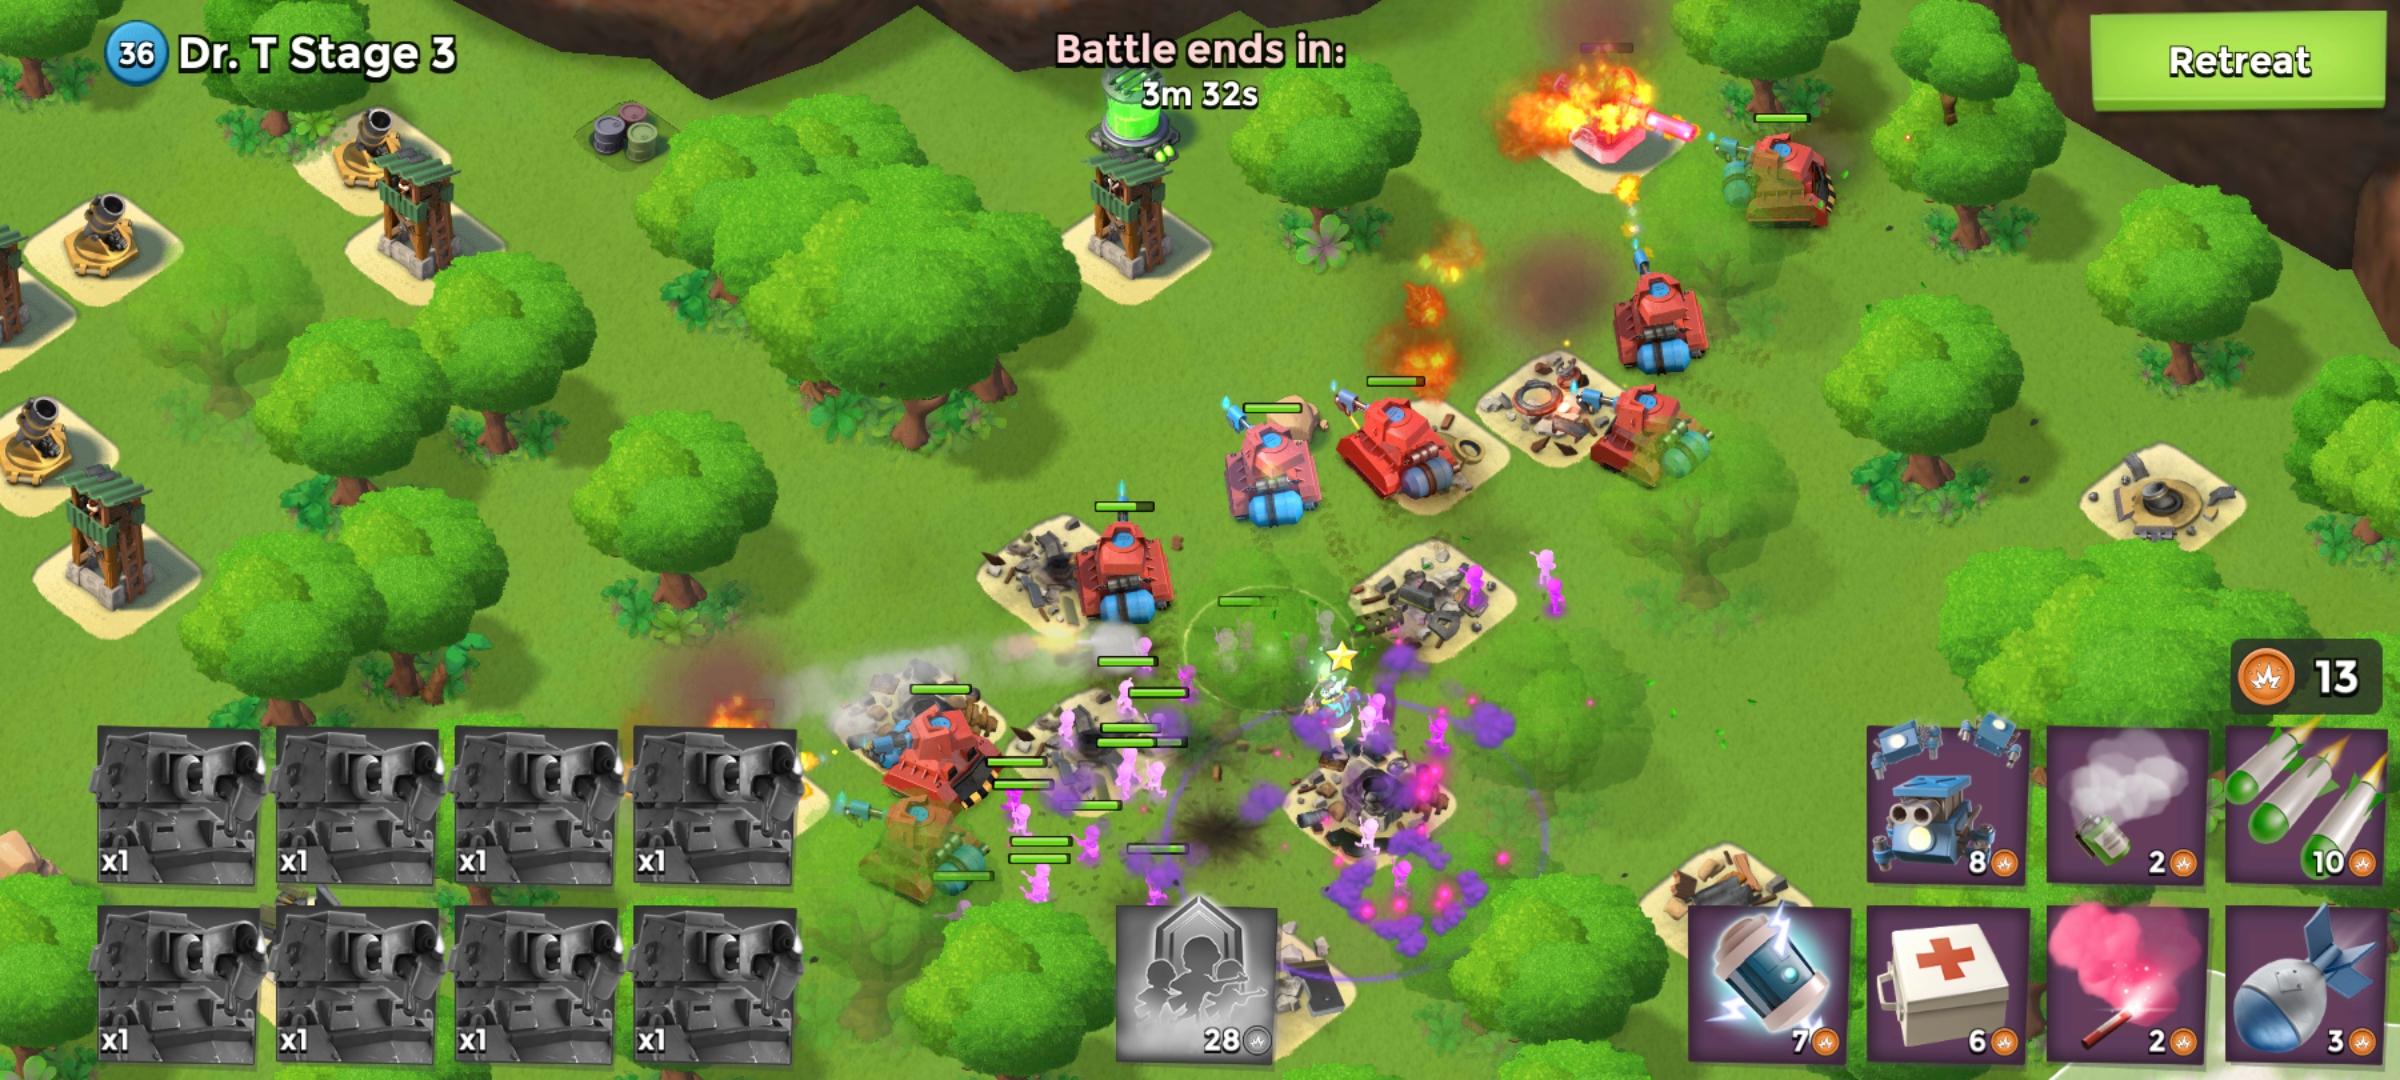 36 Dr. T Stage 3
Battle ends in:
3m 32s
Retreat
13
x1 x1 x1 x1
8 2 10
x1 x1 x1 x1
28
7 6 2 3